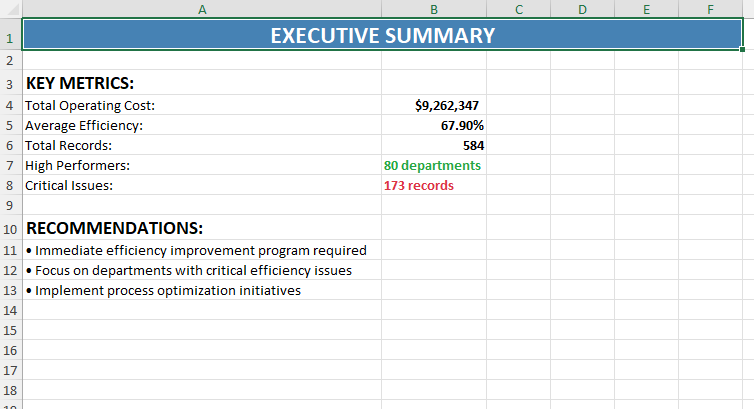 A B C D E F
1 EXECUTIVE SUMMARY
2
3 KEY METRICS:
4 Total Operating Cost: $9,262,347
5 Average Efficiency: 67.90%
6 Total Records: 584
7 High Performers: 80 departments
8 Critical Issues: 173 records
9
10 RECOMMENDATIONS:
11 • Immediate efficiency improvement program required
12 • Focus on departments with critical efficiency issues
13 • Implement process optimization initiatives
14
15
16
17
18